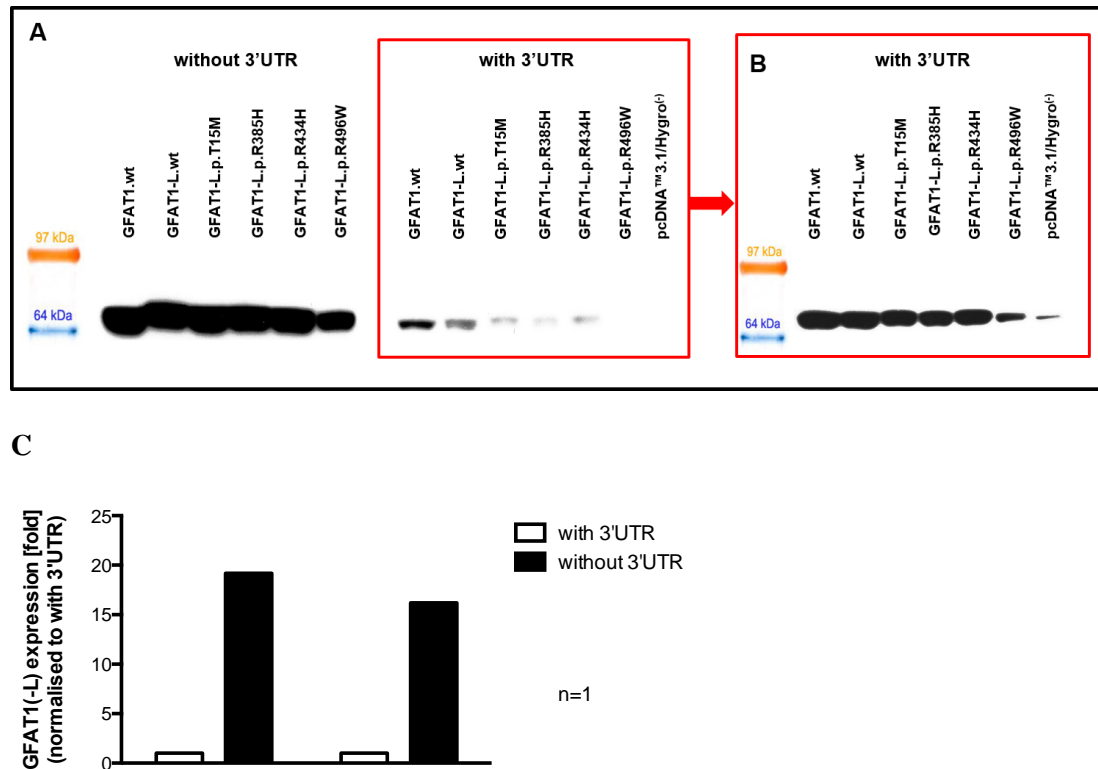 A
without 3'UTR
GFAT1.wt
GFAT1-L.wt
GFAT1-L.p.T15M
GFAT1-L.p.R385H
GFAT1-L.p.R434H
GFAT1-L.p.R496W
97 kDa
64 kDa
with 3'UTR
GFAT1.wt
GFAT1-L.wt
GFAT1-L.p.T15M
GFAT1-L.p.R385H
GFAT1-L.p.R434H
GFAT1-L.p.R496W
pcDNA™3.1/Hygro(-)
B
with 3'UTR
GFAT1.wt
GFAT1-L.wt
GFAT1-L.p.T15M
GFAT1-L.p.R385H
GFAT1-L.p.R434H
GFAT1-L.p.R496W
pcDNA™3.1/Hygro(-)
97 kDa
64 kDa
C
GFAT1(-L) expression [fold]
(normalised to with 3'UTR)
25
20
15
10
5
0
with 3'UTR
without 3'UTR
n=1